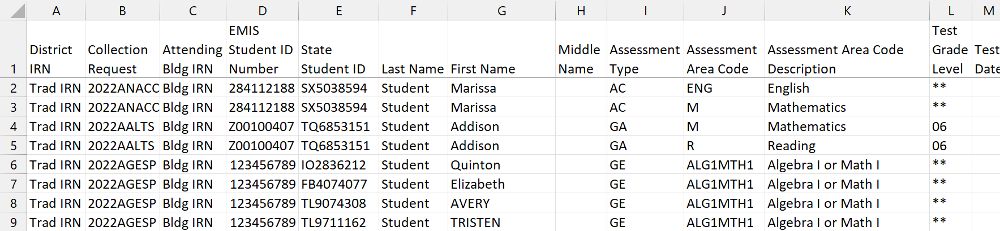 A B C D E F G H I J K L M
EMIS Test
District Collection Attending Student ID State Middle Assessment Assessment Assessment Area Code Grade Test
1 IRN Request Bldg IRN Number Student ID Last Name First Name Name Type Area Code Description Level Date
2 Trad IRN 2022ANACC Bldg IRN 284112188 SX5038594 Student Marissa AC ENG English **
3 Trad IRN 2022ANACC Bldg IRN 284112188 SX5038594 Student Marissa AC M Mathematics **
4 Trad IRN 2022AALTS Bldg IRN Z00100407 TQ6853151 Student Addison GA M Mathematics 06
5 Trad IRN 2022AALTS Bldg IRN Z00100407 TQ6853151 Student Addison GA R Reading 06
6 Trad IRN 2022AGESP Bldg IRN 123456789 IO2836212 Student Quinton GE ALG1MTH1 Algebra I or Math I **
7 Trad IRN 2022AGESP Bldg IRN 123456789 FB4074077 Student Elizabeth GE ALG1MTH1 Algebra I or Math I **
8 Trad IRN 2022AGESP Bldg IRN 123456789 TL9074308 Student AVERY GE ALG1MTH1 Algebra I or Math I **
9 Trad IRN 2022AGESP Bldg IRN 123456789 TL9711162 Student TRISTEN GE ALG1MTH1 Algebra I or Math I **